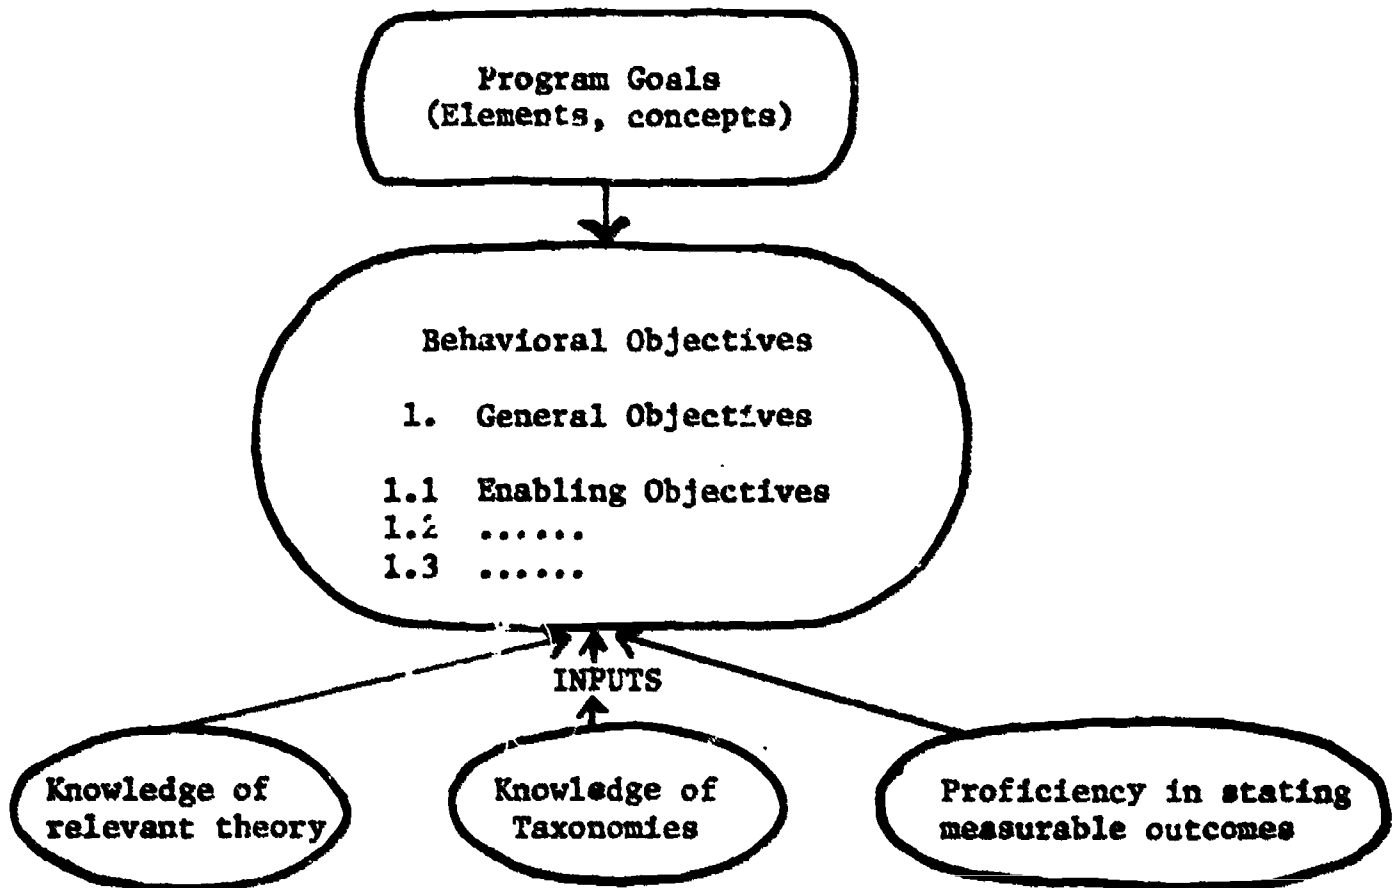 Program Goals
(Elements, concepts)
Behavioral Objectives
1. General Objectives
1.1 Enabling Objectives
1.2 ......
1.3 ......
INPUTS
Knowledge of
relevant theory
Knowledge of
Taxonomies
Proficiency in stating
measurable outcomes